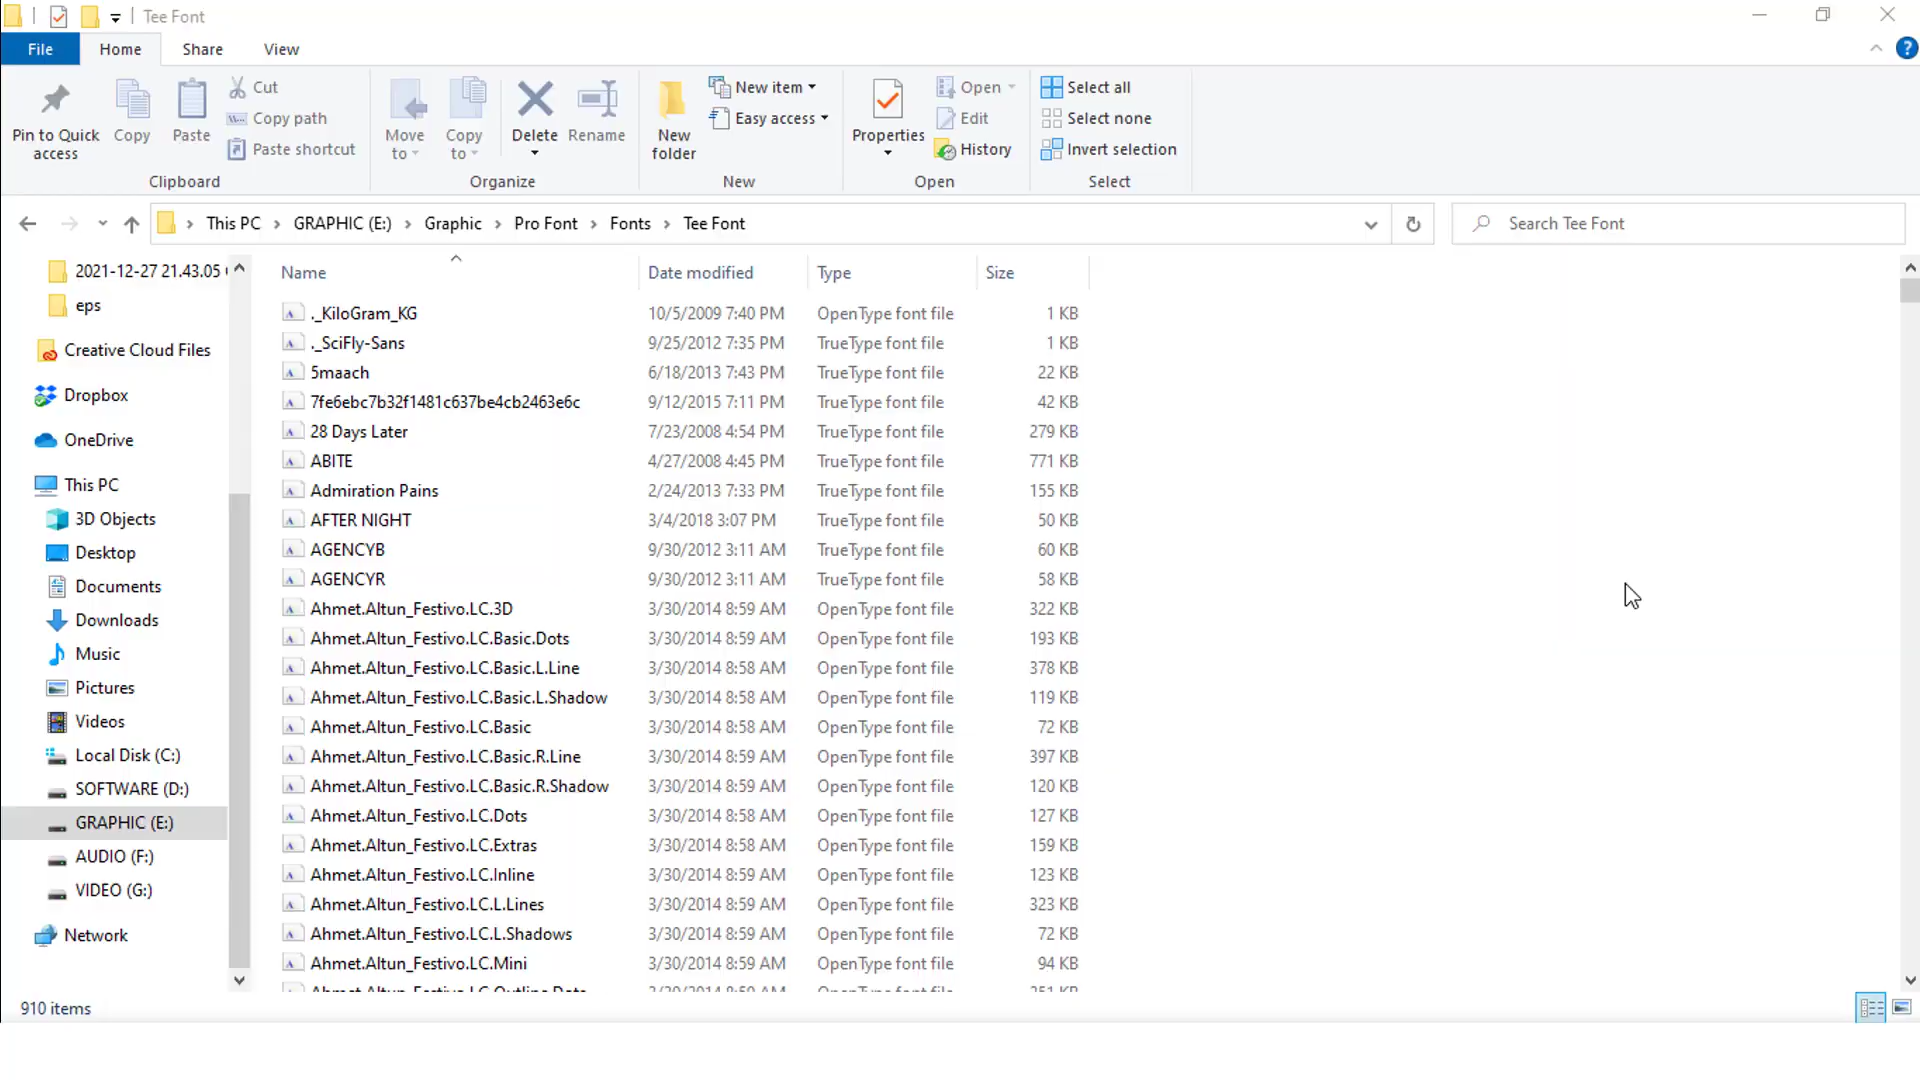 Tee Font
File Home Share View
Pin to Quick access
Copy
Paste
Cut
Copy path
Paste shortcut
Clipboard
Move to
Copy to
Delete
Rename
Organize
New folder
New item
Easy access
New
Properties
Open
Edit
History
Open
Select all
Select none
Invert selection
Select
This PC > GRAPHIC (E:) > Graphic > Pro Font > Fonts > Tee Font
Search Tee Font
2021-12-27 21.43.05
eps
Creative Cloud Files
Dropbox
OneDrive
This PC
3D Objects
Desktop
Documents
Downloads
Music
Pictures
Videos
Local Disk (C:)
SOFTWARE (D:)
GRAPHIC (E:)
AUDIO (F:)
VIDEO (G:)
Network
Name Date modified Type Size
._KiloGram_KG 10/5/2009 7:40 PM OpenType font file 1 KB
._SciFly-Sans 9/25/2012 7:35 PM TrueType font file 1 KB
5maach 6/18/2013 7:43 PM TrueType font file 22 KB
7fe6ebc7b32f1481c637be4cb2463e6c 9/12/2015 7:11 PM TrueType font file 42 KB
28 Days Later 7/23/2008 4:54 PM TrueType font file 279 KB
ABITE 4/27/2008 4:45 PM TrueType font file 771 KB
Admiration Pains 2/24/2013 7:33 PM TrueType font file 155 KB
AFTER NIGHT 3/4/2018 3:07 PM TrueType font file 50 KB
AGENCYB 9/30/2012 3:11 AM TrueType font file 60 KB
AGENCYR 9/30/2012 3:11 AM TrueType font file 58 KB
Ahmet.Altun_Festivo.LC.3D 3/30/2014 8:59 AM OpenType font file 322 KB
Ahmet.Altun_Festivo.LC.Basic.Dots 3/30/2014 8:59 AM OpenType font file 193 KB
Ahmet.Altun_Festivo.LC.Basic.L.Line 3/30/2014 8:58 AM OpenType font file 378 KB
Ahmet.Altun_Festivo.LC.Basic.L.Shadow 3/30/2014 8:58 AM OpenType font file 119 KB
Ahmet.Altun_Festivo.LC.Basic 3/30/2014 8:58 AM OpenType font file 72 KB
Ahmet.Altun_Festivo.LC.Basic.R.Line 3/30/2014 8:59 AM OpenType font file 397 KB
Ahmet.Altun_Festivo.LC.Basic.R.Shadow 3/30/2014 8:59 AM OpenType font file 120 KB
Ahmet.Altun_Festivo.LC.Dots 3/30/2014 8:58 AM OpenType font file 127 KB
Ahmet.Altun_Festivo.LC.Extras 3/30/2014 8:58 AM OpenType font file 159 KB
Ahmet.Altun_Festivo.LC.Inline 3/30/2014 8:59 AM OpenType font file 123 KB
Ahmet.Altun_Festivo.LC.L.Lines 3/30/2014 8:59 AM OpenType font file 323 KB
Ahmet.Altun_Festivo.LC.L.Shadows 3/30/2014 8:59 AM OpenType font file 72 KB
Ahmet.Altun_Festivo.LC.Mini 3/30/2014 8:59 AM OpenType font file 94 KB
910 items